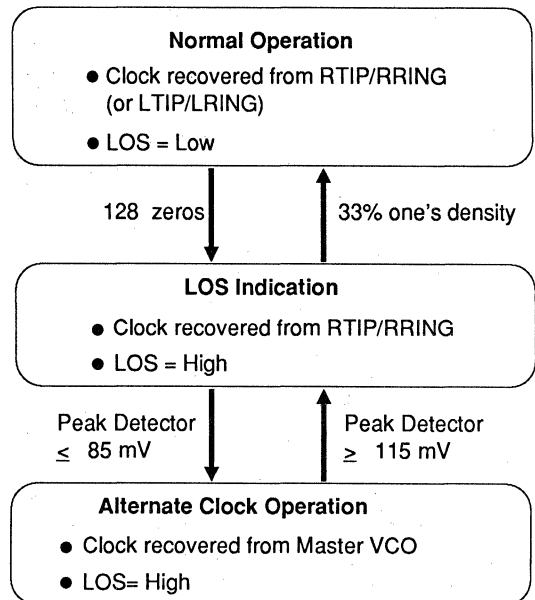 Normal Operation
● Clock recovered from RTIP/RRING
(or LTIP/LRING)
● LOS = Low
128 zeros
33% one's density
LOS Indication
● Clock recovered from RTIP/RRING
● LOS = High
Peak Detector
≤ 85 mV
Peak Detector
≥ 115 mV
Alternate Clock Operation
● Clock recovered from Master VCO
● LOS= High